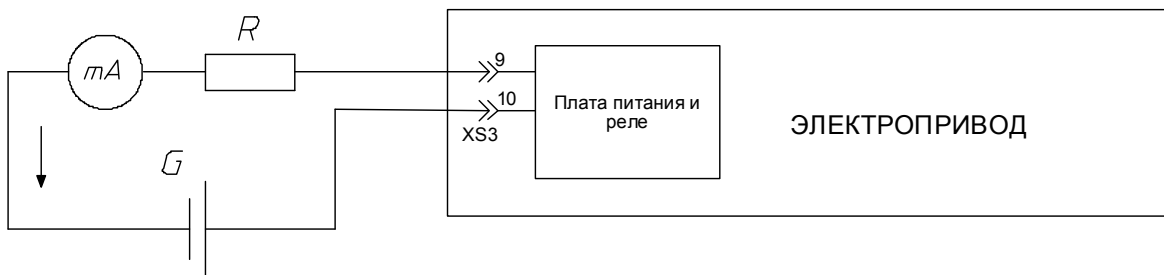 R
mA
9
10
XS3
Плата питания и
реле
ЭЛЕКТРОПРИВОД
G